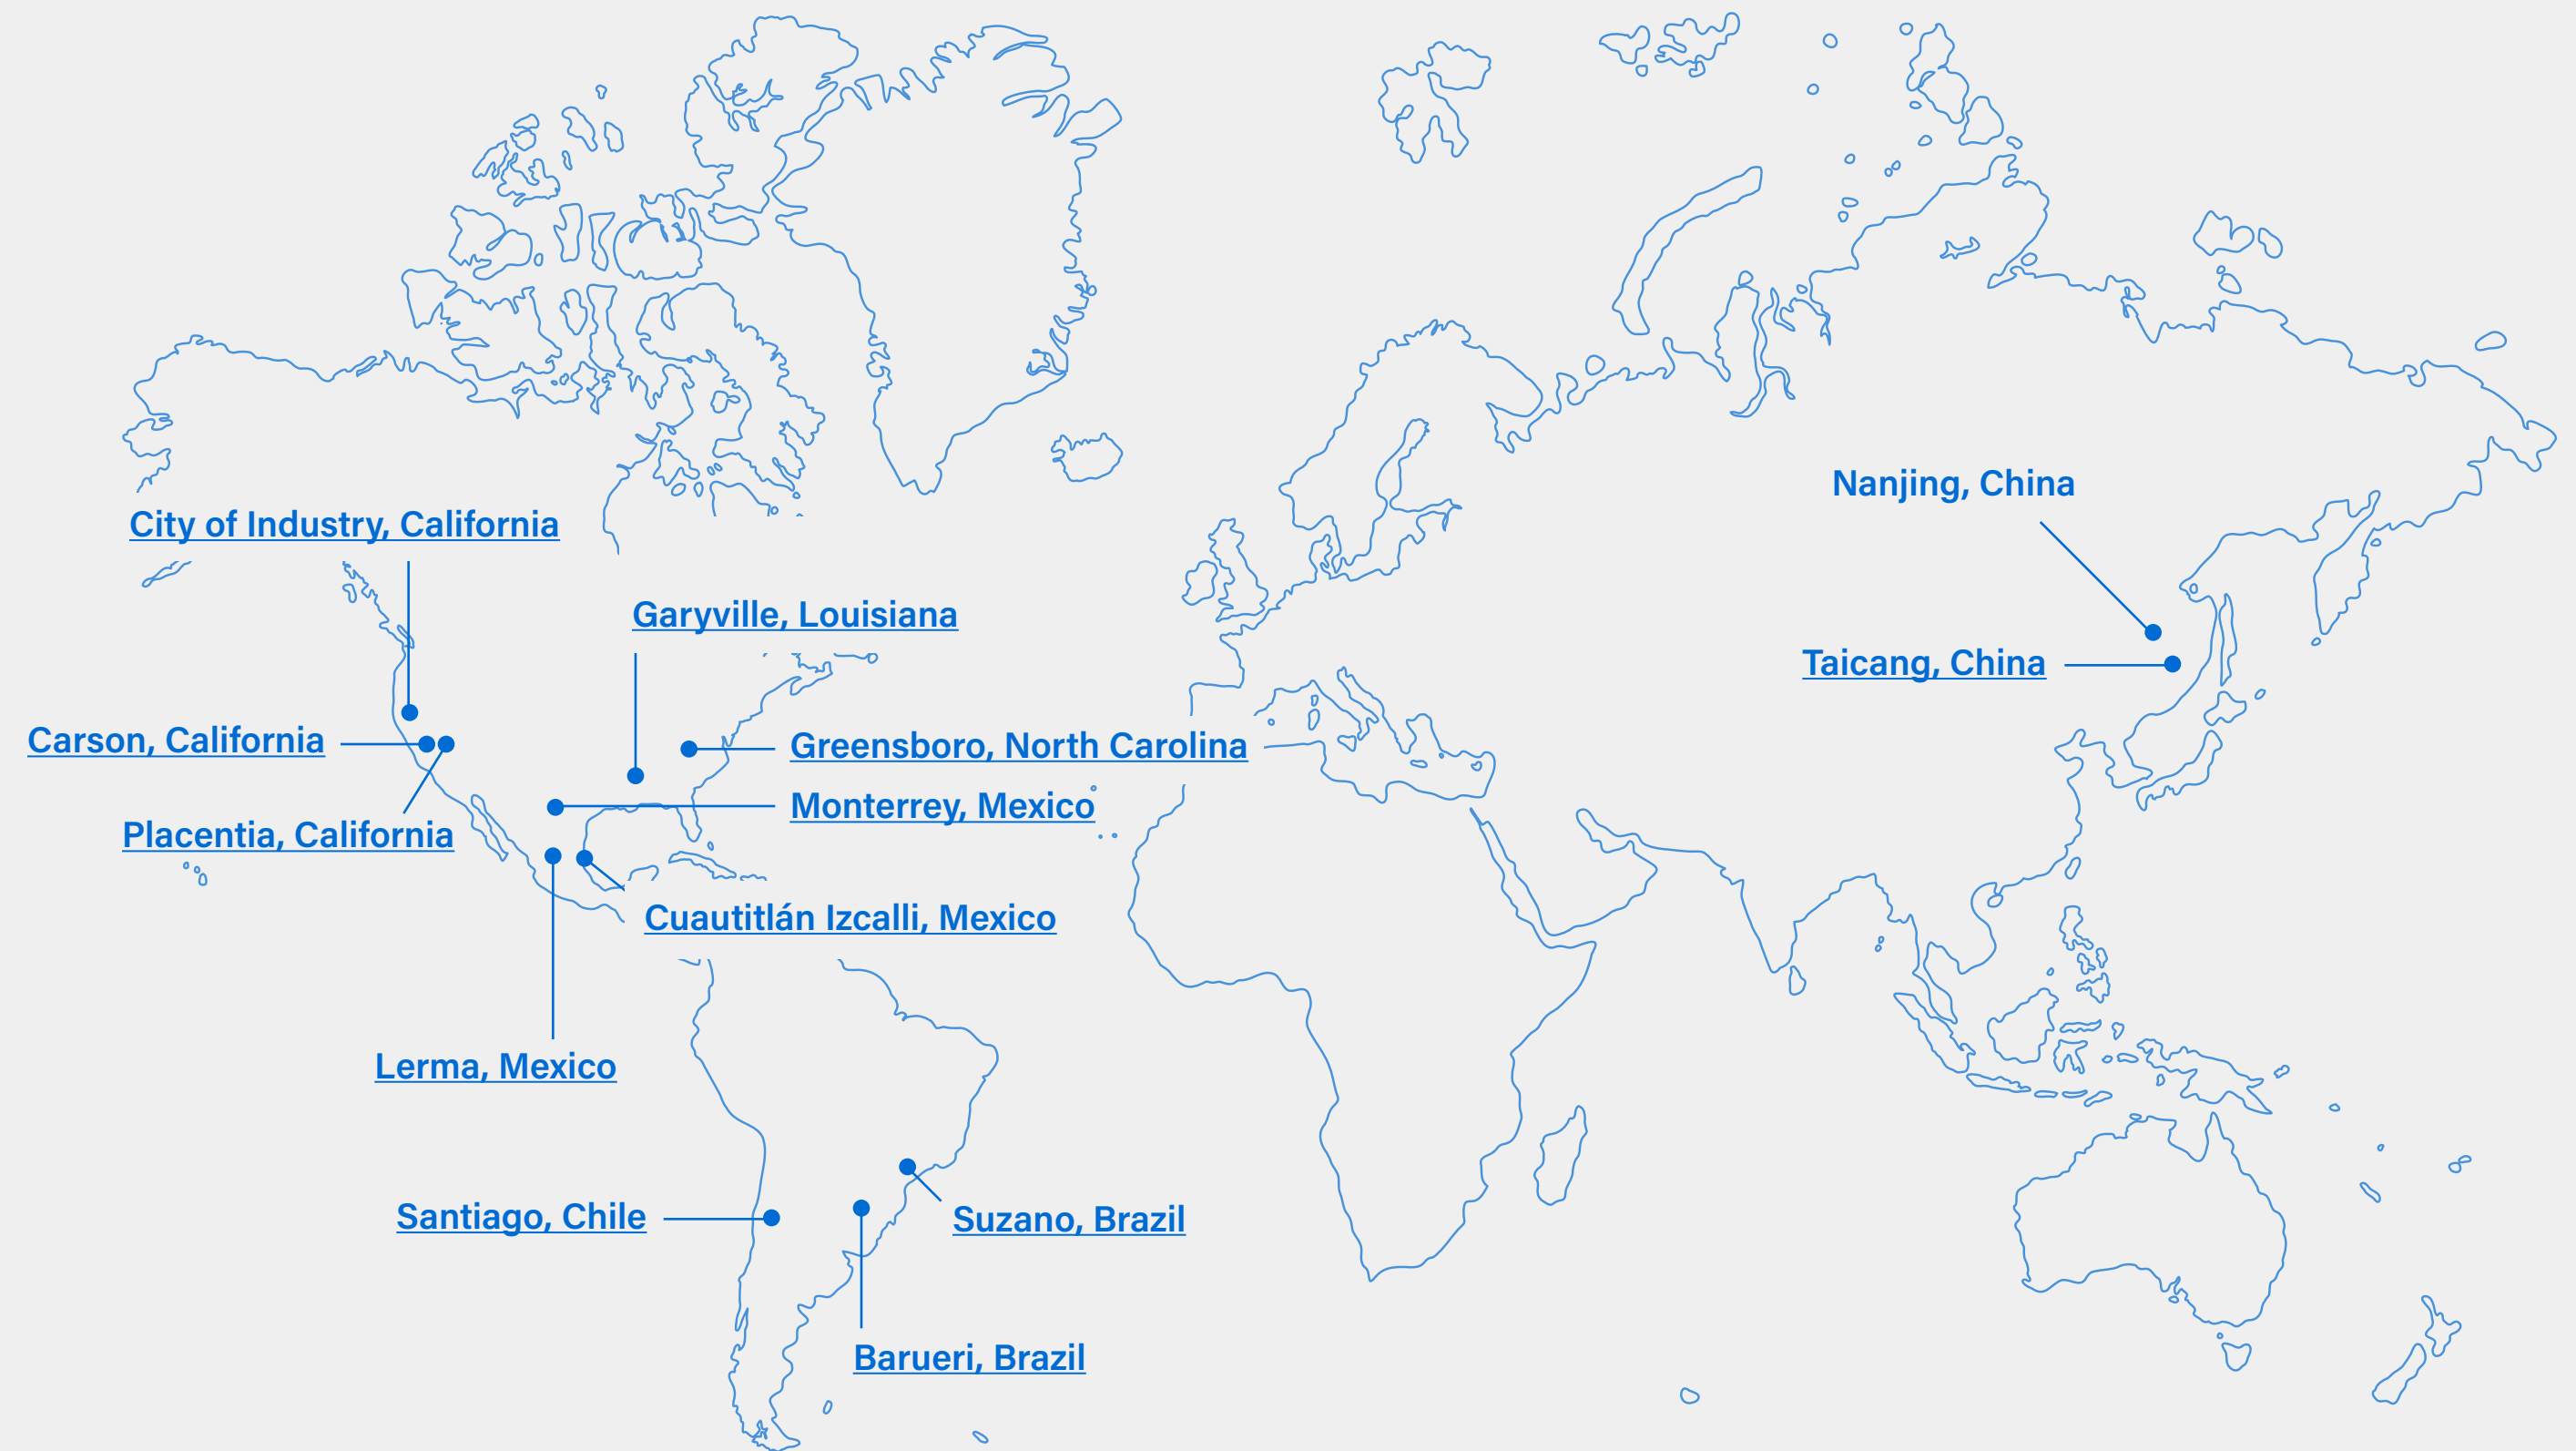 Nanjing, China
City of Industry, California
Garyville, Louisiana
Taicang, China
Carson, California
Greensboro, North Carolina
Monterrey, Mexico
Placentia, California
Cuautitlán Izcalli, Mexico
Lerma, Mexico
Santiago, Chile
Suzano, Brazil
Barueri, Brazil